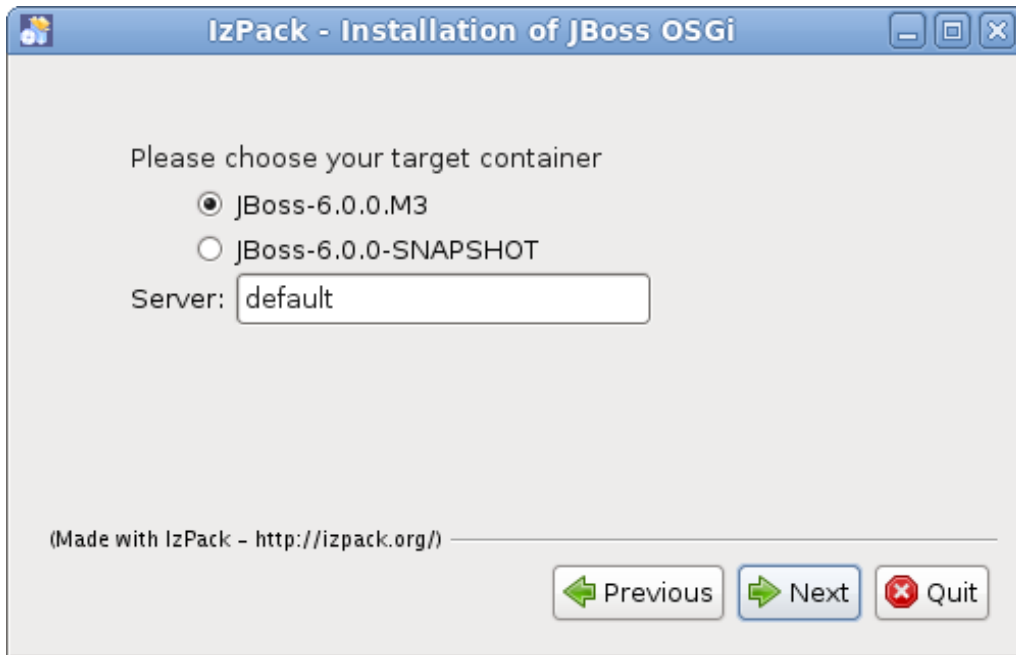 IzPack - Installation of JBoss OSGi
Please choose your target container
JBoss-6.0.0.M3
JBoss-6.0.0-SNAPSHOT
Server: default
(Made with IzPack - http://izpack.org/)
Previous Next Quit